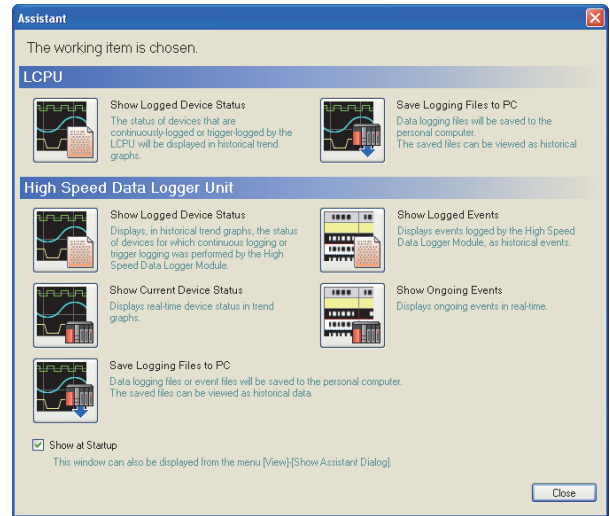 Assistant
The working item is chosen.
LCPU
Show Logged Device Status
The status of devices that are
continuously-logged or trigger-logged by the
LCPU will be displayed in historical trend
graphs.
Save Logging Files to PC
Data logging files will be saved to the
personal computer.
The saved files can be viewed as historical
High Speed Data Logger Unit
Show Logged Device Status
Displays, in historical trend graphs, the status
of devices for which continuous logging or
trigger logging was performed by the High
Speed Data Logger Module.
Show Logged Events
Displays events logged by the High Speed
Data Logger Module, as historical events.
Show Current Device Status
Displays real-time device status in trend
graphs.
Show Ongoing Events
Displays ongoing events in real-time.
Save Logging Files to PC
Data logging files or event files will be saved to the personal computer.
The saved files can be viewed as historical data.
Show at Startup
This window can also be displayed from the menu [View]-[Show Assistant Dialog].
Close